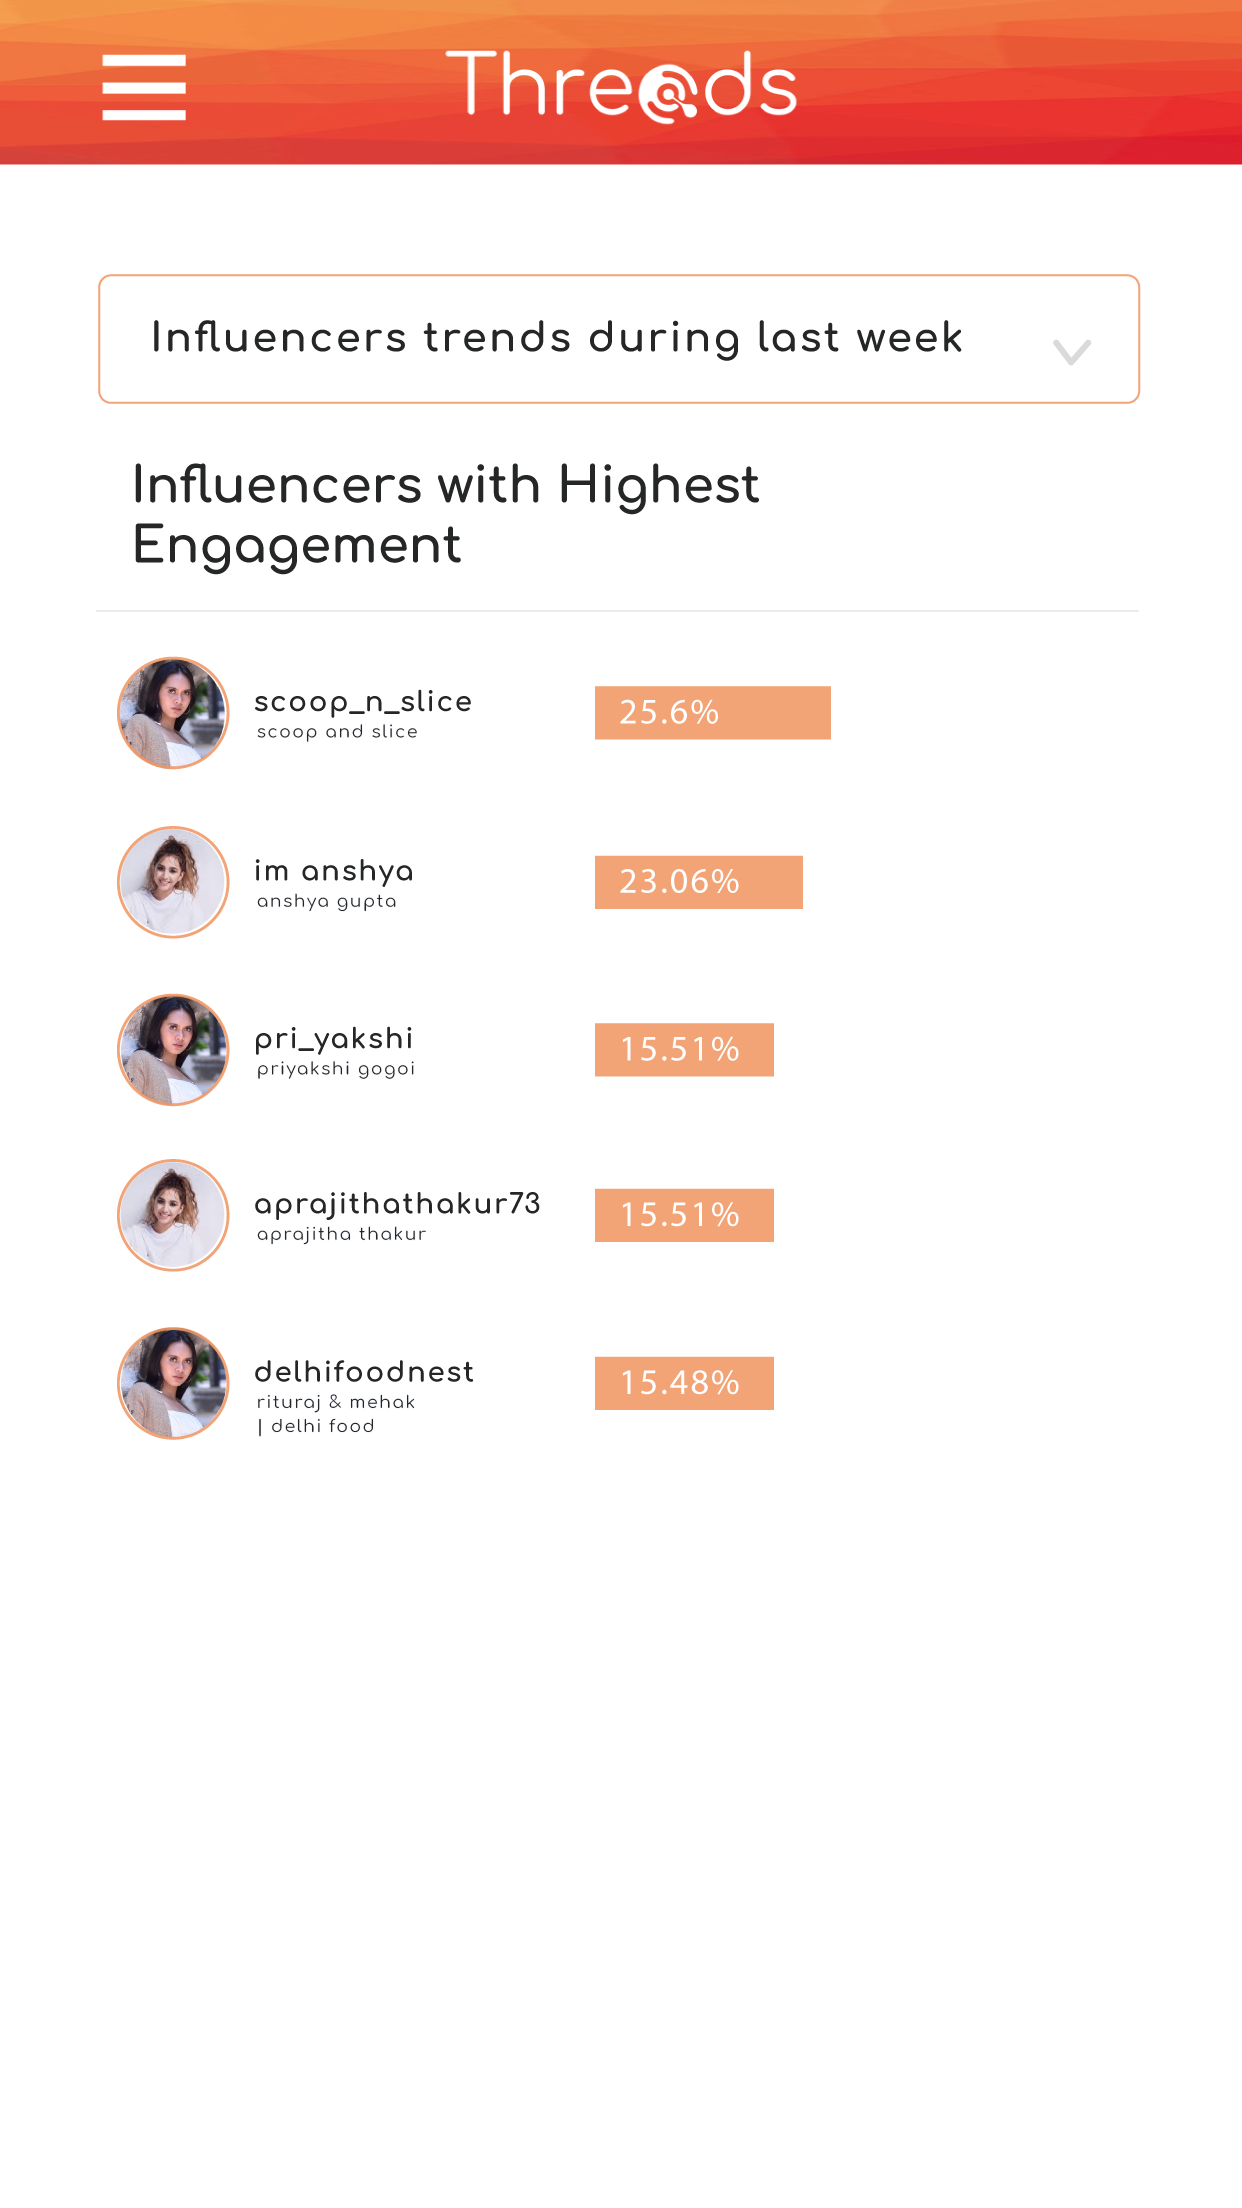 Threads
Influencers trends during last week
Influencers with Highest
Engagement
scoop_n_slice
scoop and slice
25.6%
im anshya
anshya gupta
23.06%
pri_yakshi
priyakshi gogoi
15.51%
aprajithathakur73
aprajitha thakur
15.51%
delhifoodnest
rituraj & mehak
| delhi food
15.48%